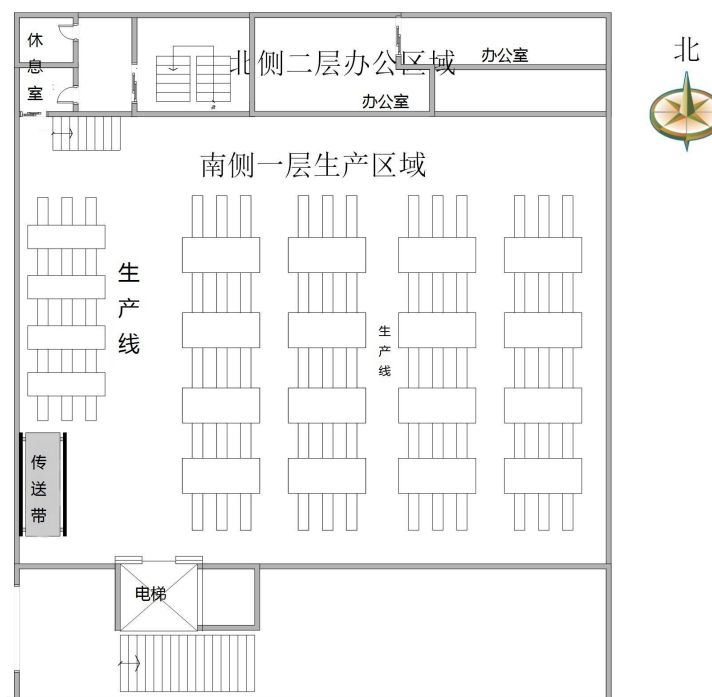 北
休息室
北侧二层办公区域
办公室
办公室
南侧一层生产区域
生产线
生产线
传送带
电梯